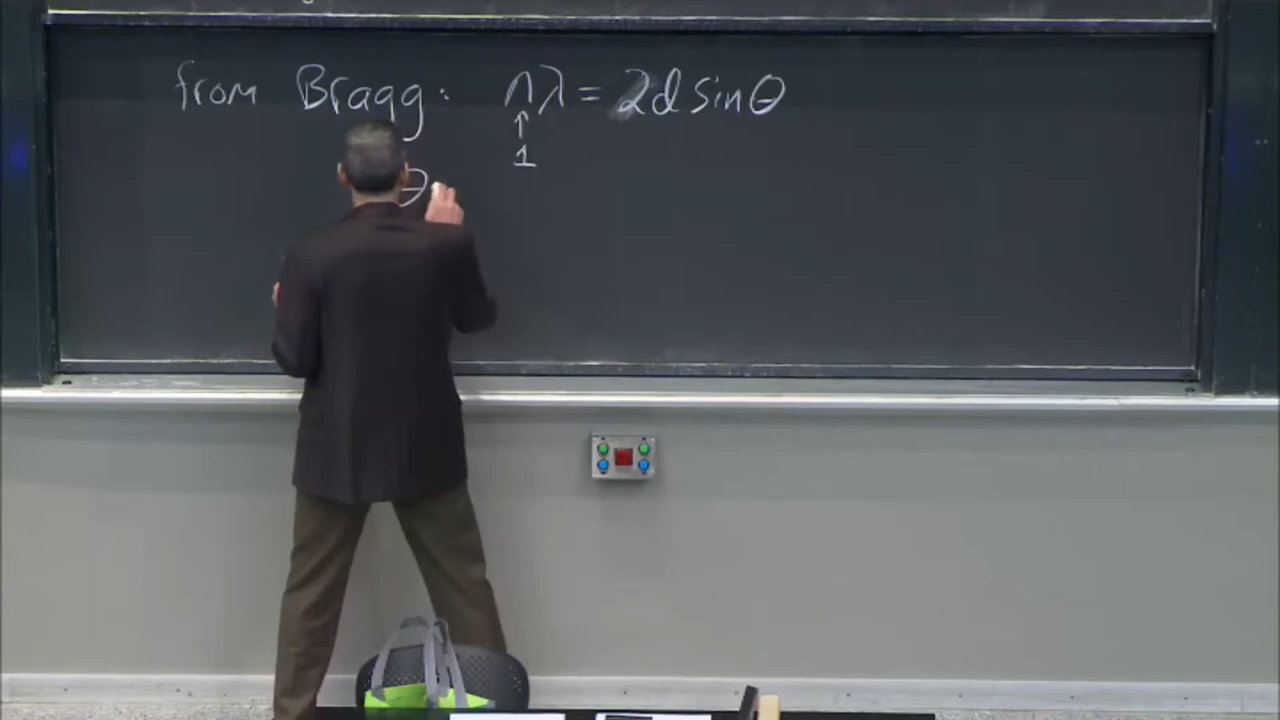 from Bragg: nλ = 2d sinθ
↑
1
θ